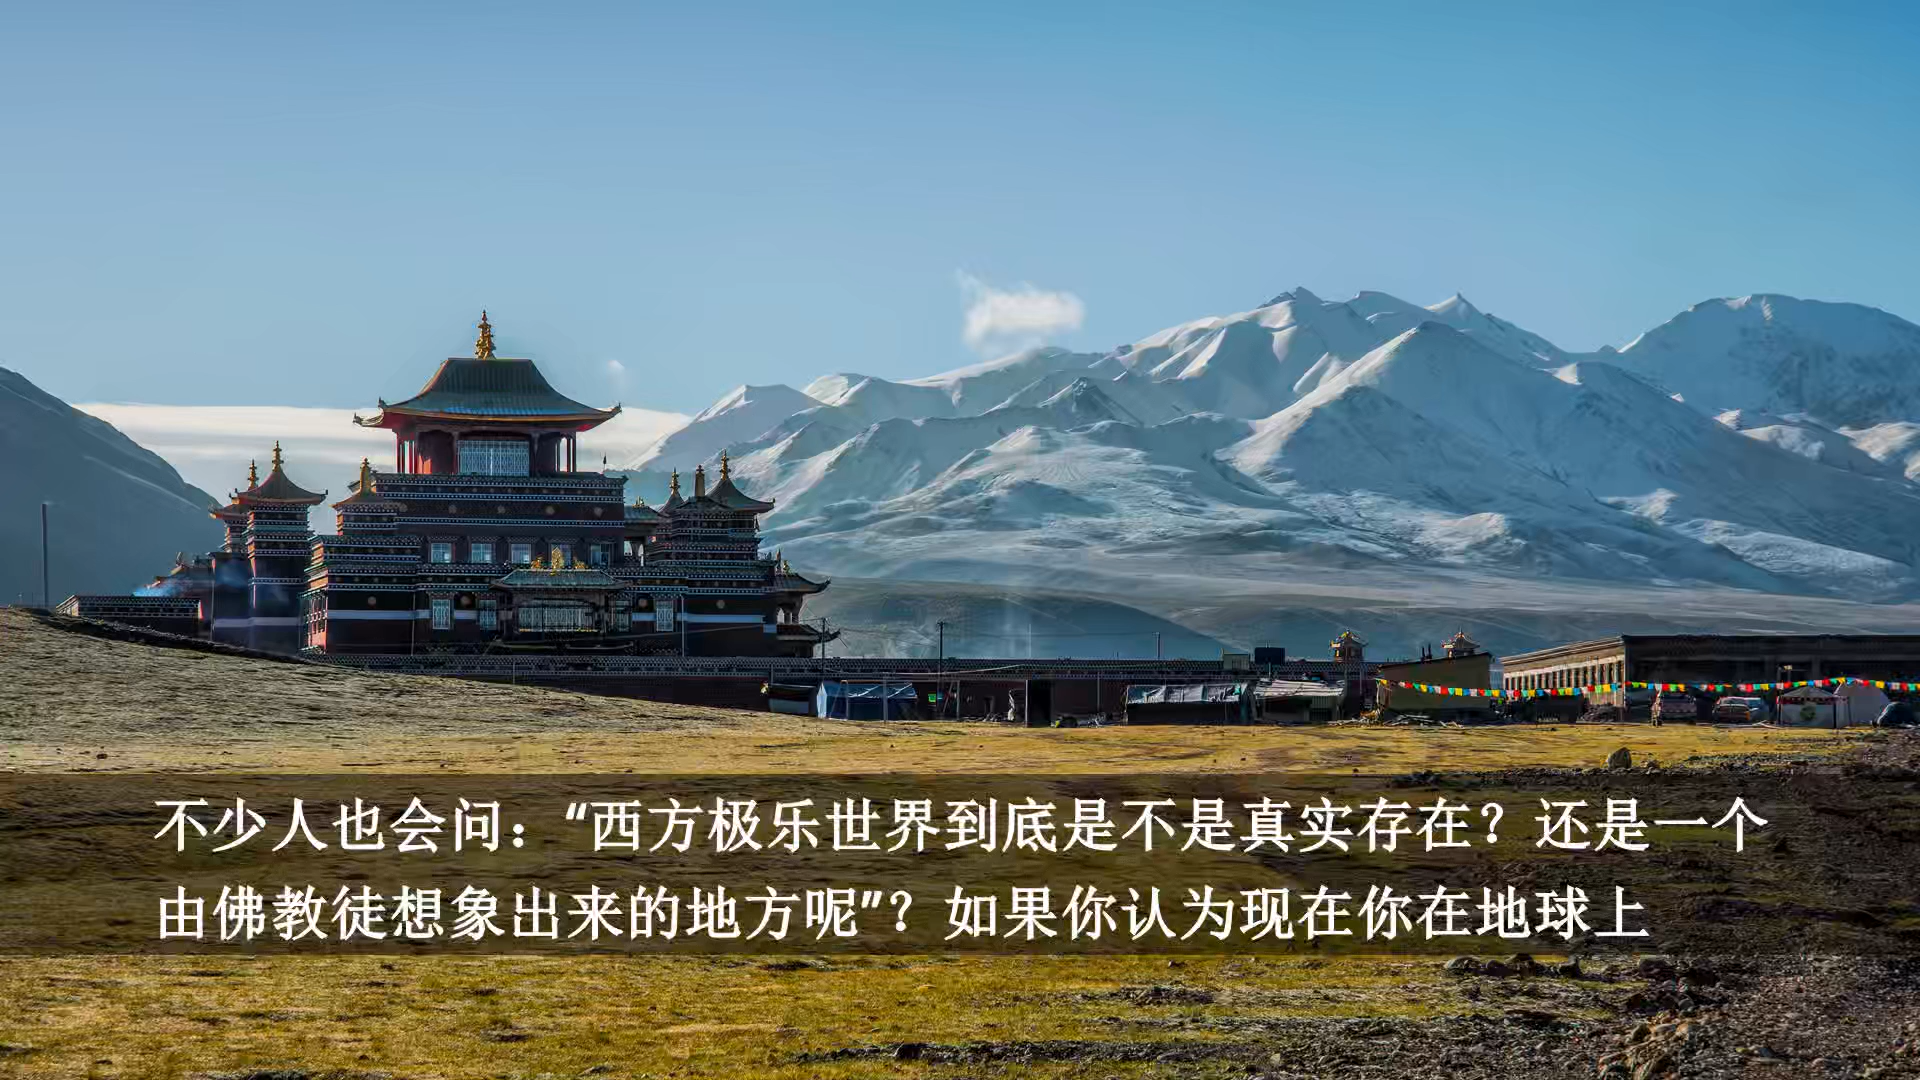 不少人也会问：“西方极乐世界到底是不是真实存在？还是一个
由佛教徒想象出来的地方呢”？如果你认为现在你在地球上